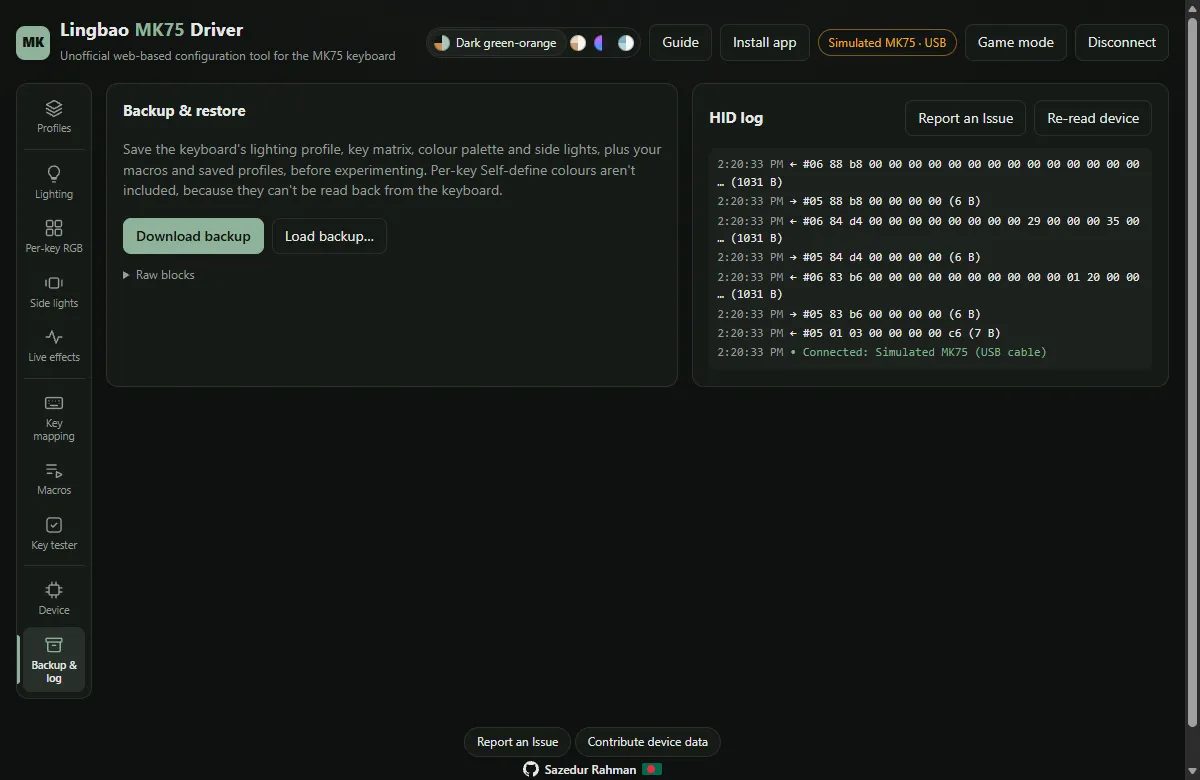 MK
Lingbao MK75 Driver
Unofficial web-based configuration tool for the MK75 keyboard
Dark green-orange
Guide
Install app
Simulated MK75 · USB
Game mode
Disconnect
Profiles
Lighting
Per-key RGB
Side lights
Live effects
Key
mapping
Macros
Key tester
Device
Backup &
log
Backup & restore
Save the keyboard's lighting profile, key matrix, colour palette and side lights, plus your
macros and saved profiles, before experimenting. Per-key Self-define colours aren't
included, because they can't be read back from the keyboard.
Download backup
Load backup...
Raw blocks
HID log
Report an Issue
Re-read device
2:20:33 PM ← #06 88 b8 00 00 00 00 00 00 00 00 00 00 00 00 00 00
… (1031 B)
2:20:33 PM → #05 88 b8 00 00 00 00 (6 B)
2:20:33 PM ← #06 84 d4 00 00 00 00 00 00 00 00 29 00 00 00 35 00
… (1031 B)
2:20:33 PM → #05 84 d4 00 00 00 00 (6 B)
2:20:33 PM ← #06 83 b6 00 00 00 00 00 00 00 00 00 00 01 20 00 00
… (1031 B)
2:20:33 PM → #05 83 b6 00 00 00 00 (6 B)
2:20:33 PM ← #05 01 03 00 00 00 00 c6 (7 B)
2:20:33 PM • Connected: Simulated MK75 (USB cable)
Report an Issue
Contribute device data
Sazedur Rahman